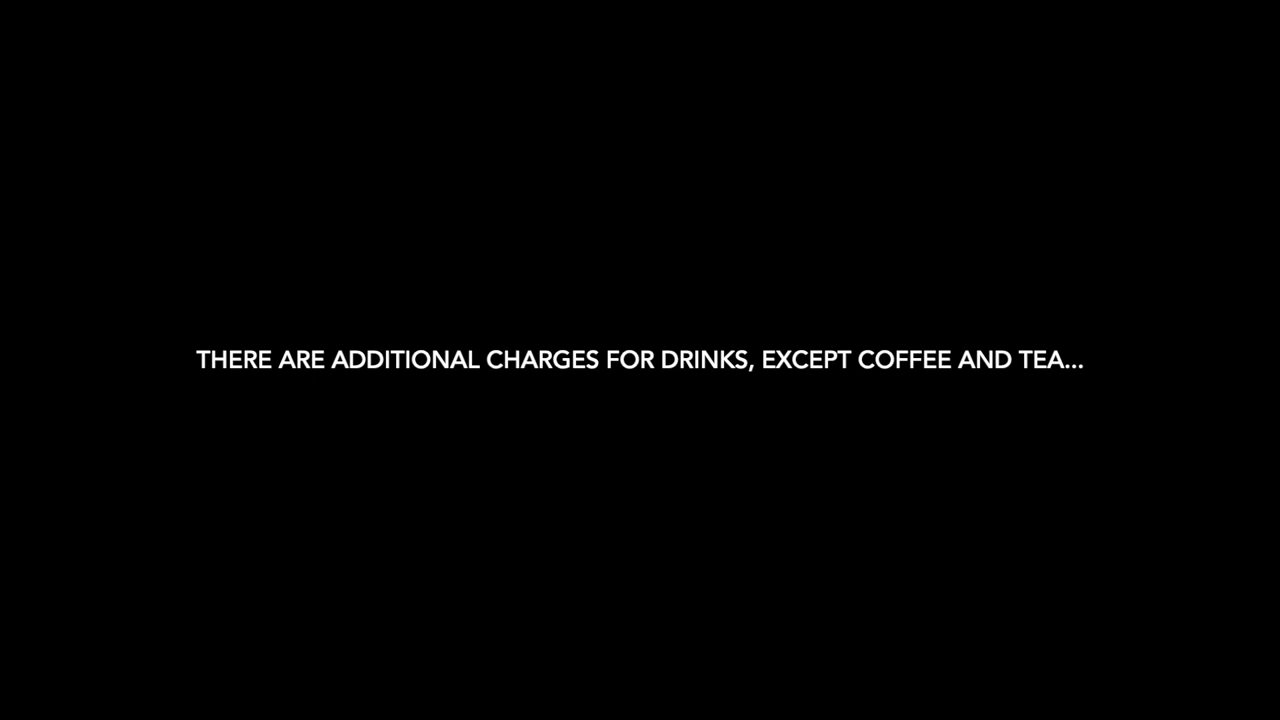 THERE ARE ADDITIONAL CHARGES FOR DRINKS, EXCEPT COFFEE AND TEA...